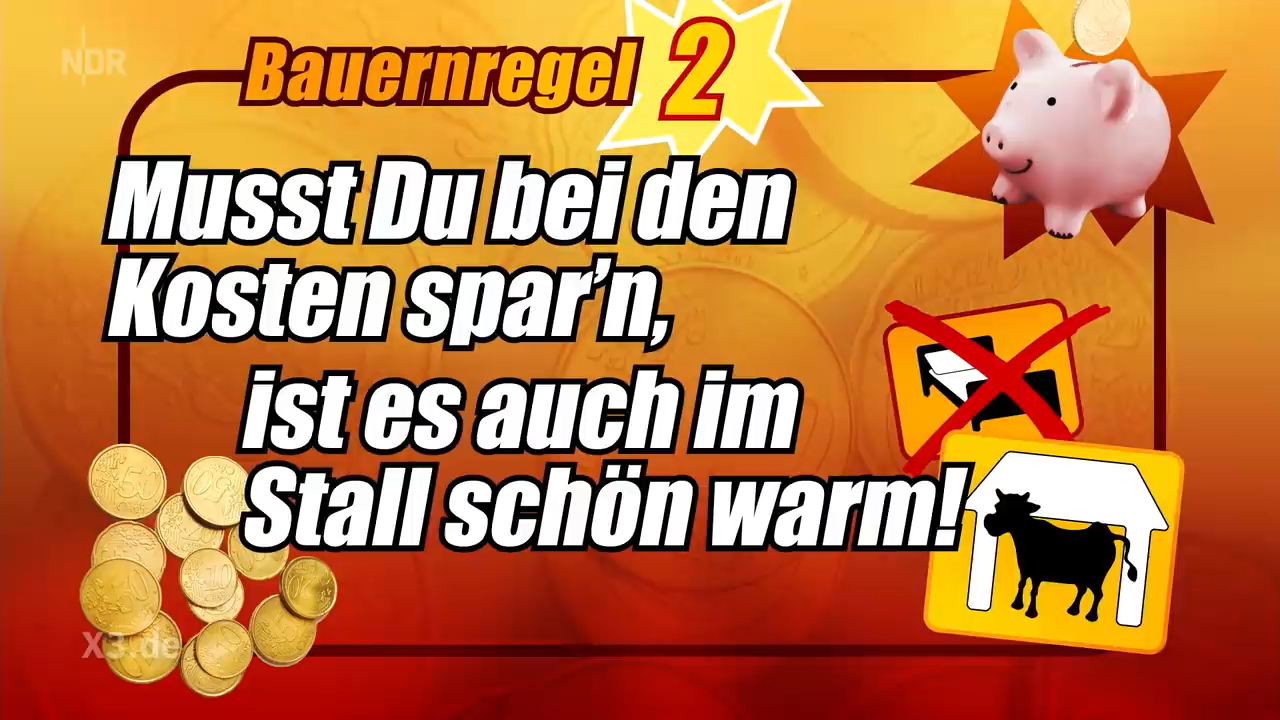 NDR
Bauernregel 2
Musst Du bei den
Kosten spar’n,
ist es auch im
Stall schön warm!
X3.de